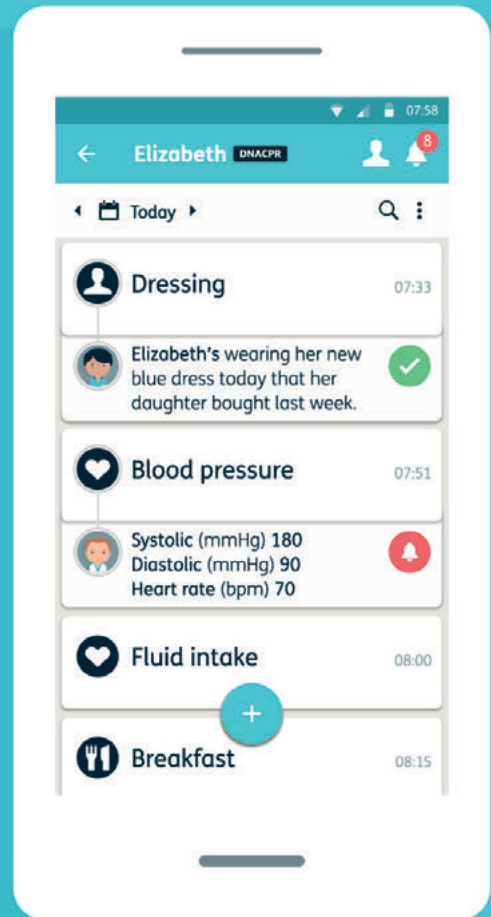 07:58
Elizabeth DNACPR
8
Today
Dressing 07:33
Elizabeth's wearing her new
blue dress today that her
daughter bought last week.
Blood pressure 07:51
Systolic (mmHg) 180
Diastolic (mmHg) 90
Heart rate (bpm) 70
Fluid intake 08:00
Breakfast 08:15